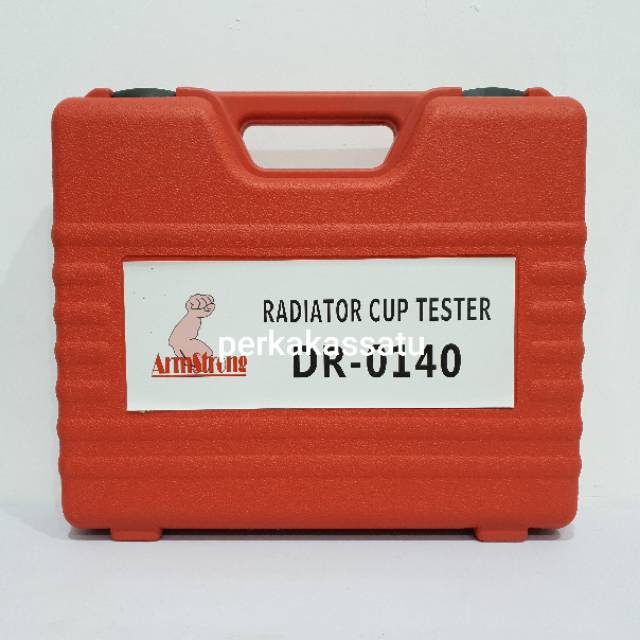 RADIATOR CUP TESTER
perkakassatu
ArmStrong
DR-0140